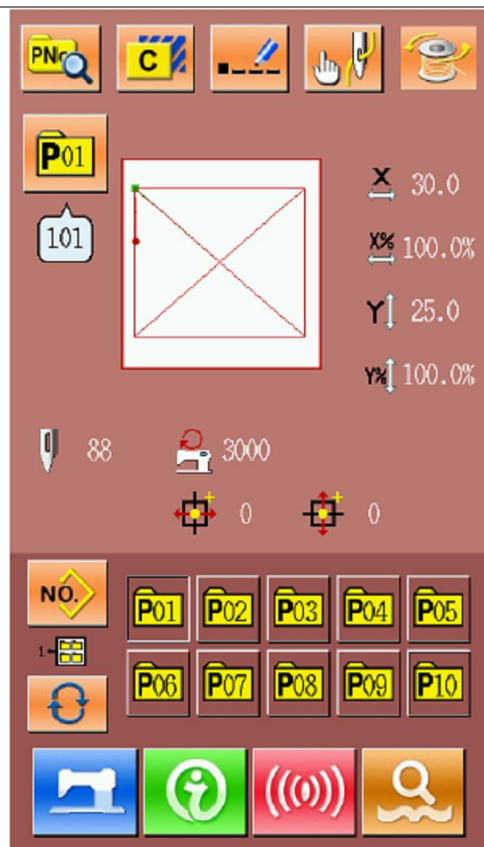 PNo
C
P01
101
X 30.0
X% 100.0%
Y 25.0
Y% 100.0%
88 3000
0 0
NO.
P01 P02 P03 P04 P05
1-
P06 P07 P08 P09 P10